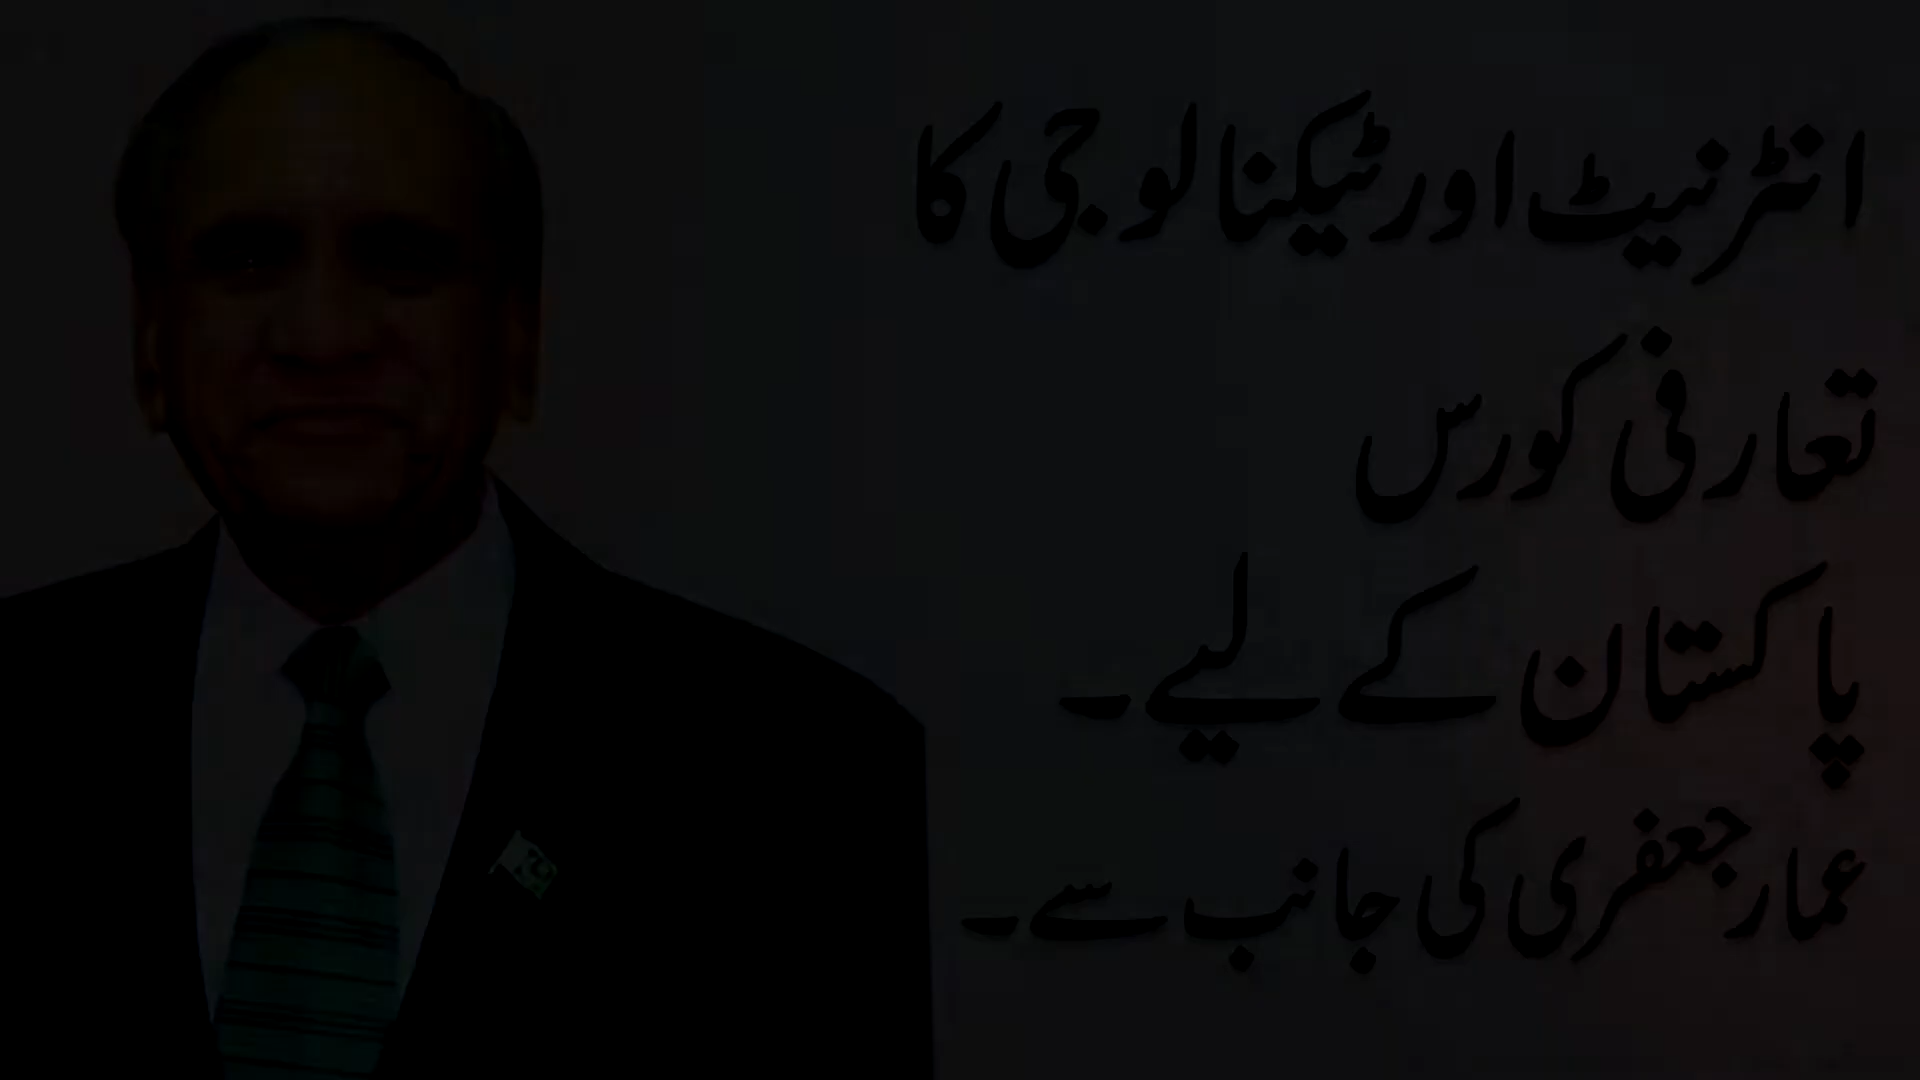 انٹرنیٹ اور ٹیکنالوجی کا
تعارفی کورس
پاکستان کے لیے۔
عمار جعفری کی جانب سے۔